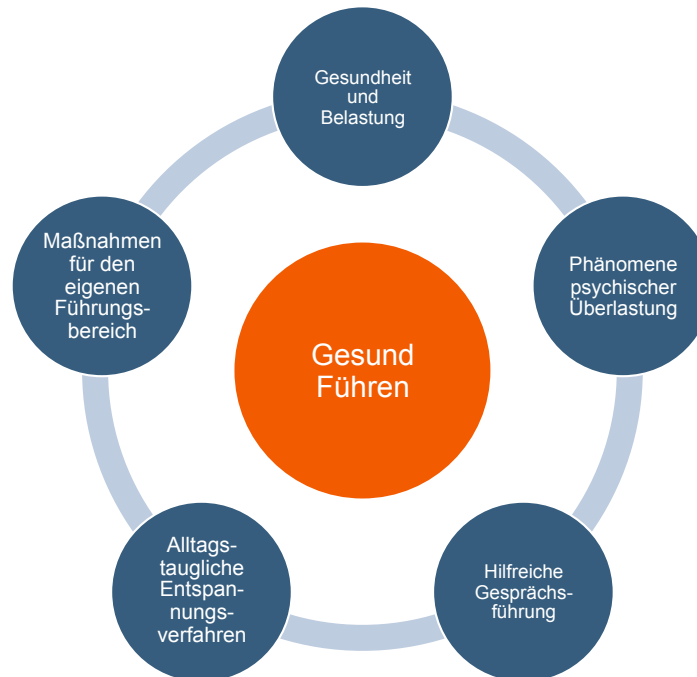 Gesundheit
und
Belastung
Phänomene
psychischer
Überlastung
Hilfreiche
Gesprächs-
führung
Alltags-
taugliche
Entspan-
nungs-
verfahren
Maßnahmen
für den
eigenen
Führungs-
bereich
Gesund
Führen